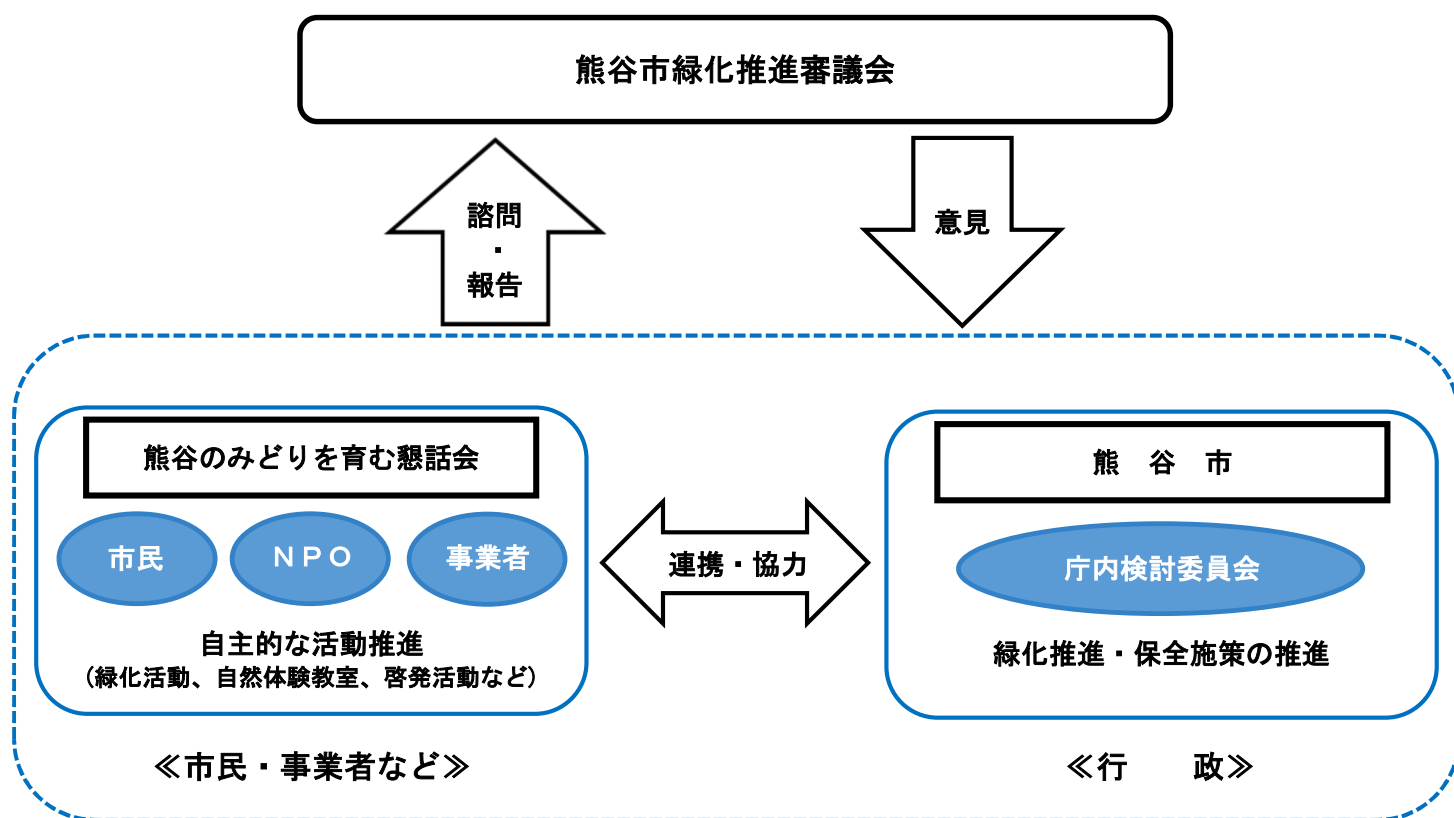 熊谷市緑化推進審議会
諮問
・
報告
意見
熊谷のみどりを育む懇話会
市民
ＮＰＯ
事業者
自主的な活動推進
（緑化活動、自然体験教室、啓発活動など）
≪市民・事業者など≫
連携・協力
熊　谷　市
庁内検討委員会
緑化推進・保全施策の推進
≪行　　政≫